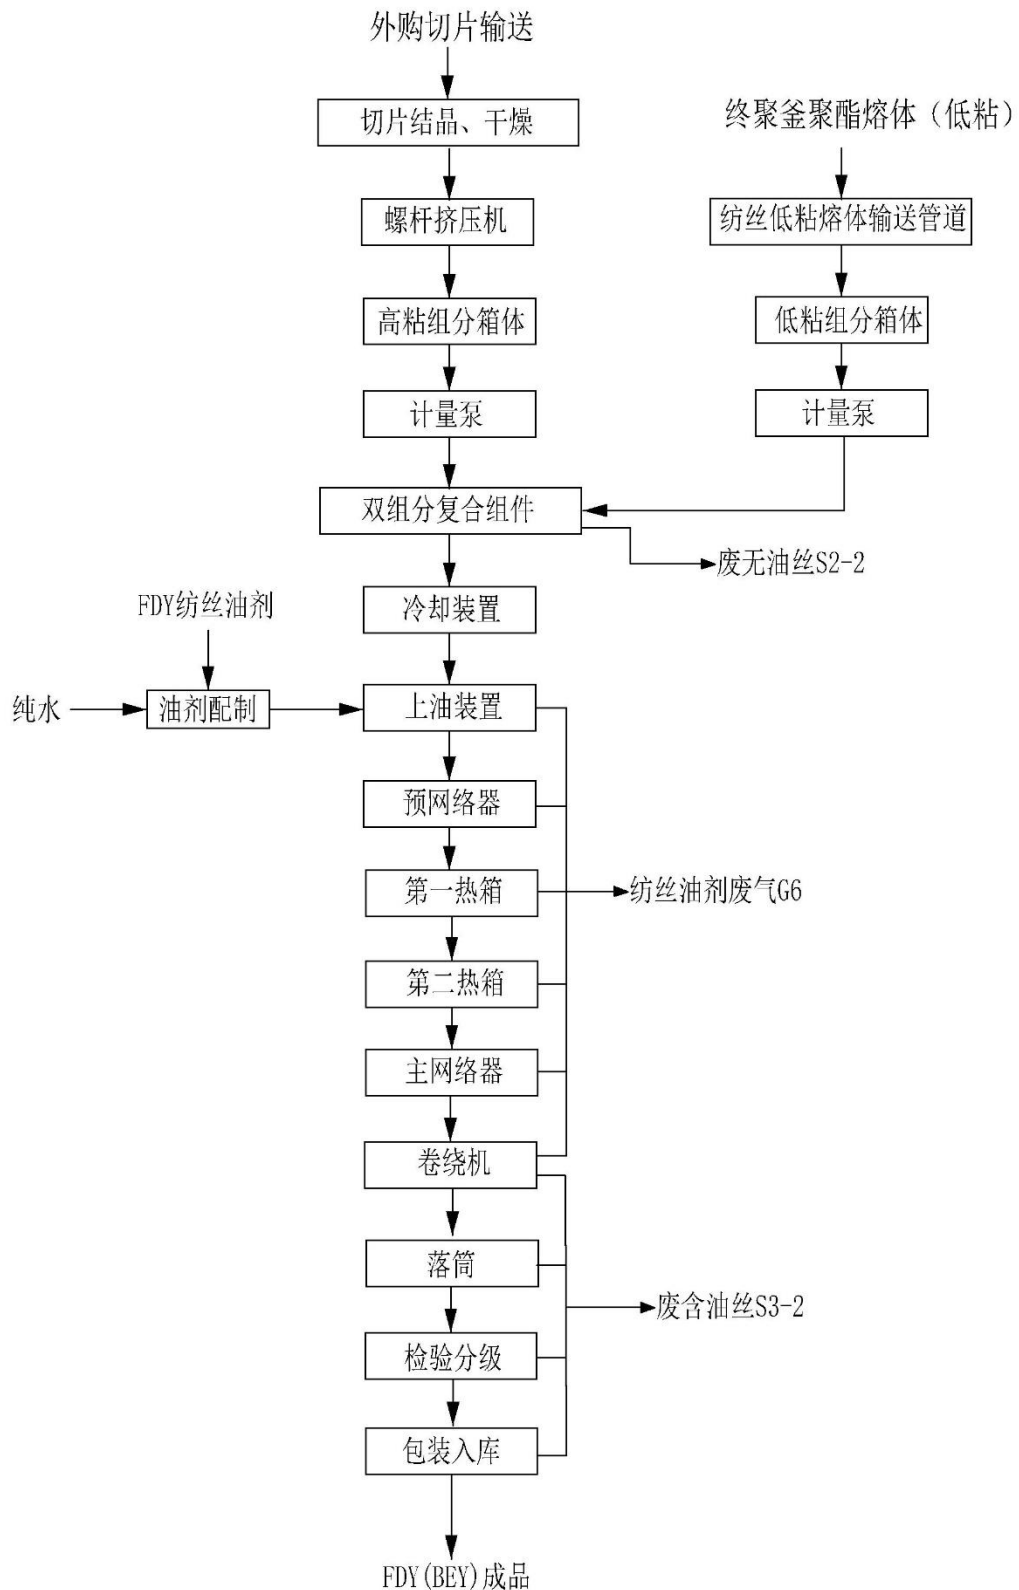 外购切片输送
切片结晶、干燥
终聚釜聚酯熔体（低粘）
螺杆挤压机
纺丝低粘熔体输送管道
高粘组分箱体
低粘组分箱体
计量泵
计量泵
双组分复合组件
废无油丝S2-2
冷却装置
FDY纺丝油剂
纯水
油剂配制
上油装置
预网络器
第一热箱
纺丝油剂废气G6
第二热箱
主网络器
卷绕机
落筒
废含油丝S3-2
检验分级
包装入库
FDY(BEY)成品